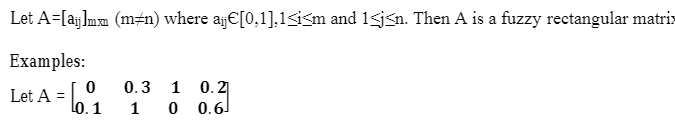 Let A=[aᵢⱼ]ₘₓₙ (m≠n) where aᵢⱼЄ[0,1],1≤i≤m and 1≤j≤n. Then A is a fuzzy rectangular matrix
Examples:
Let A = [0 0.3 1 0.2
0.1 1 0 0.6]